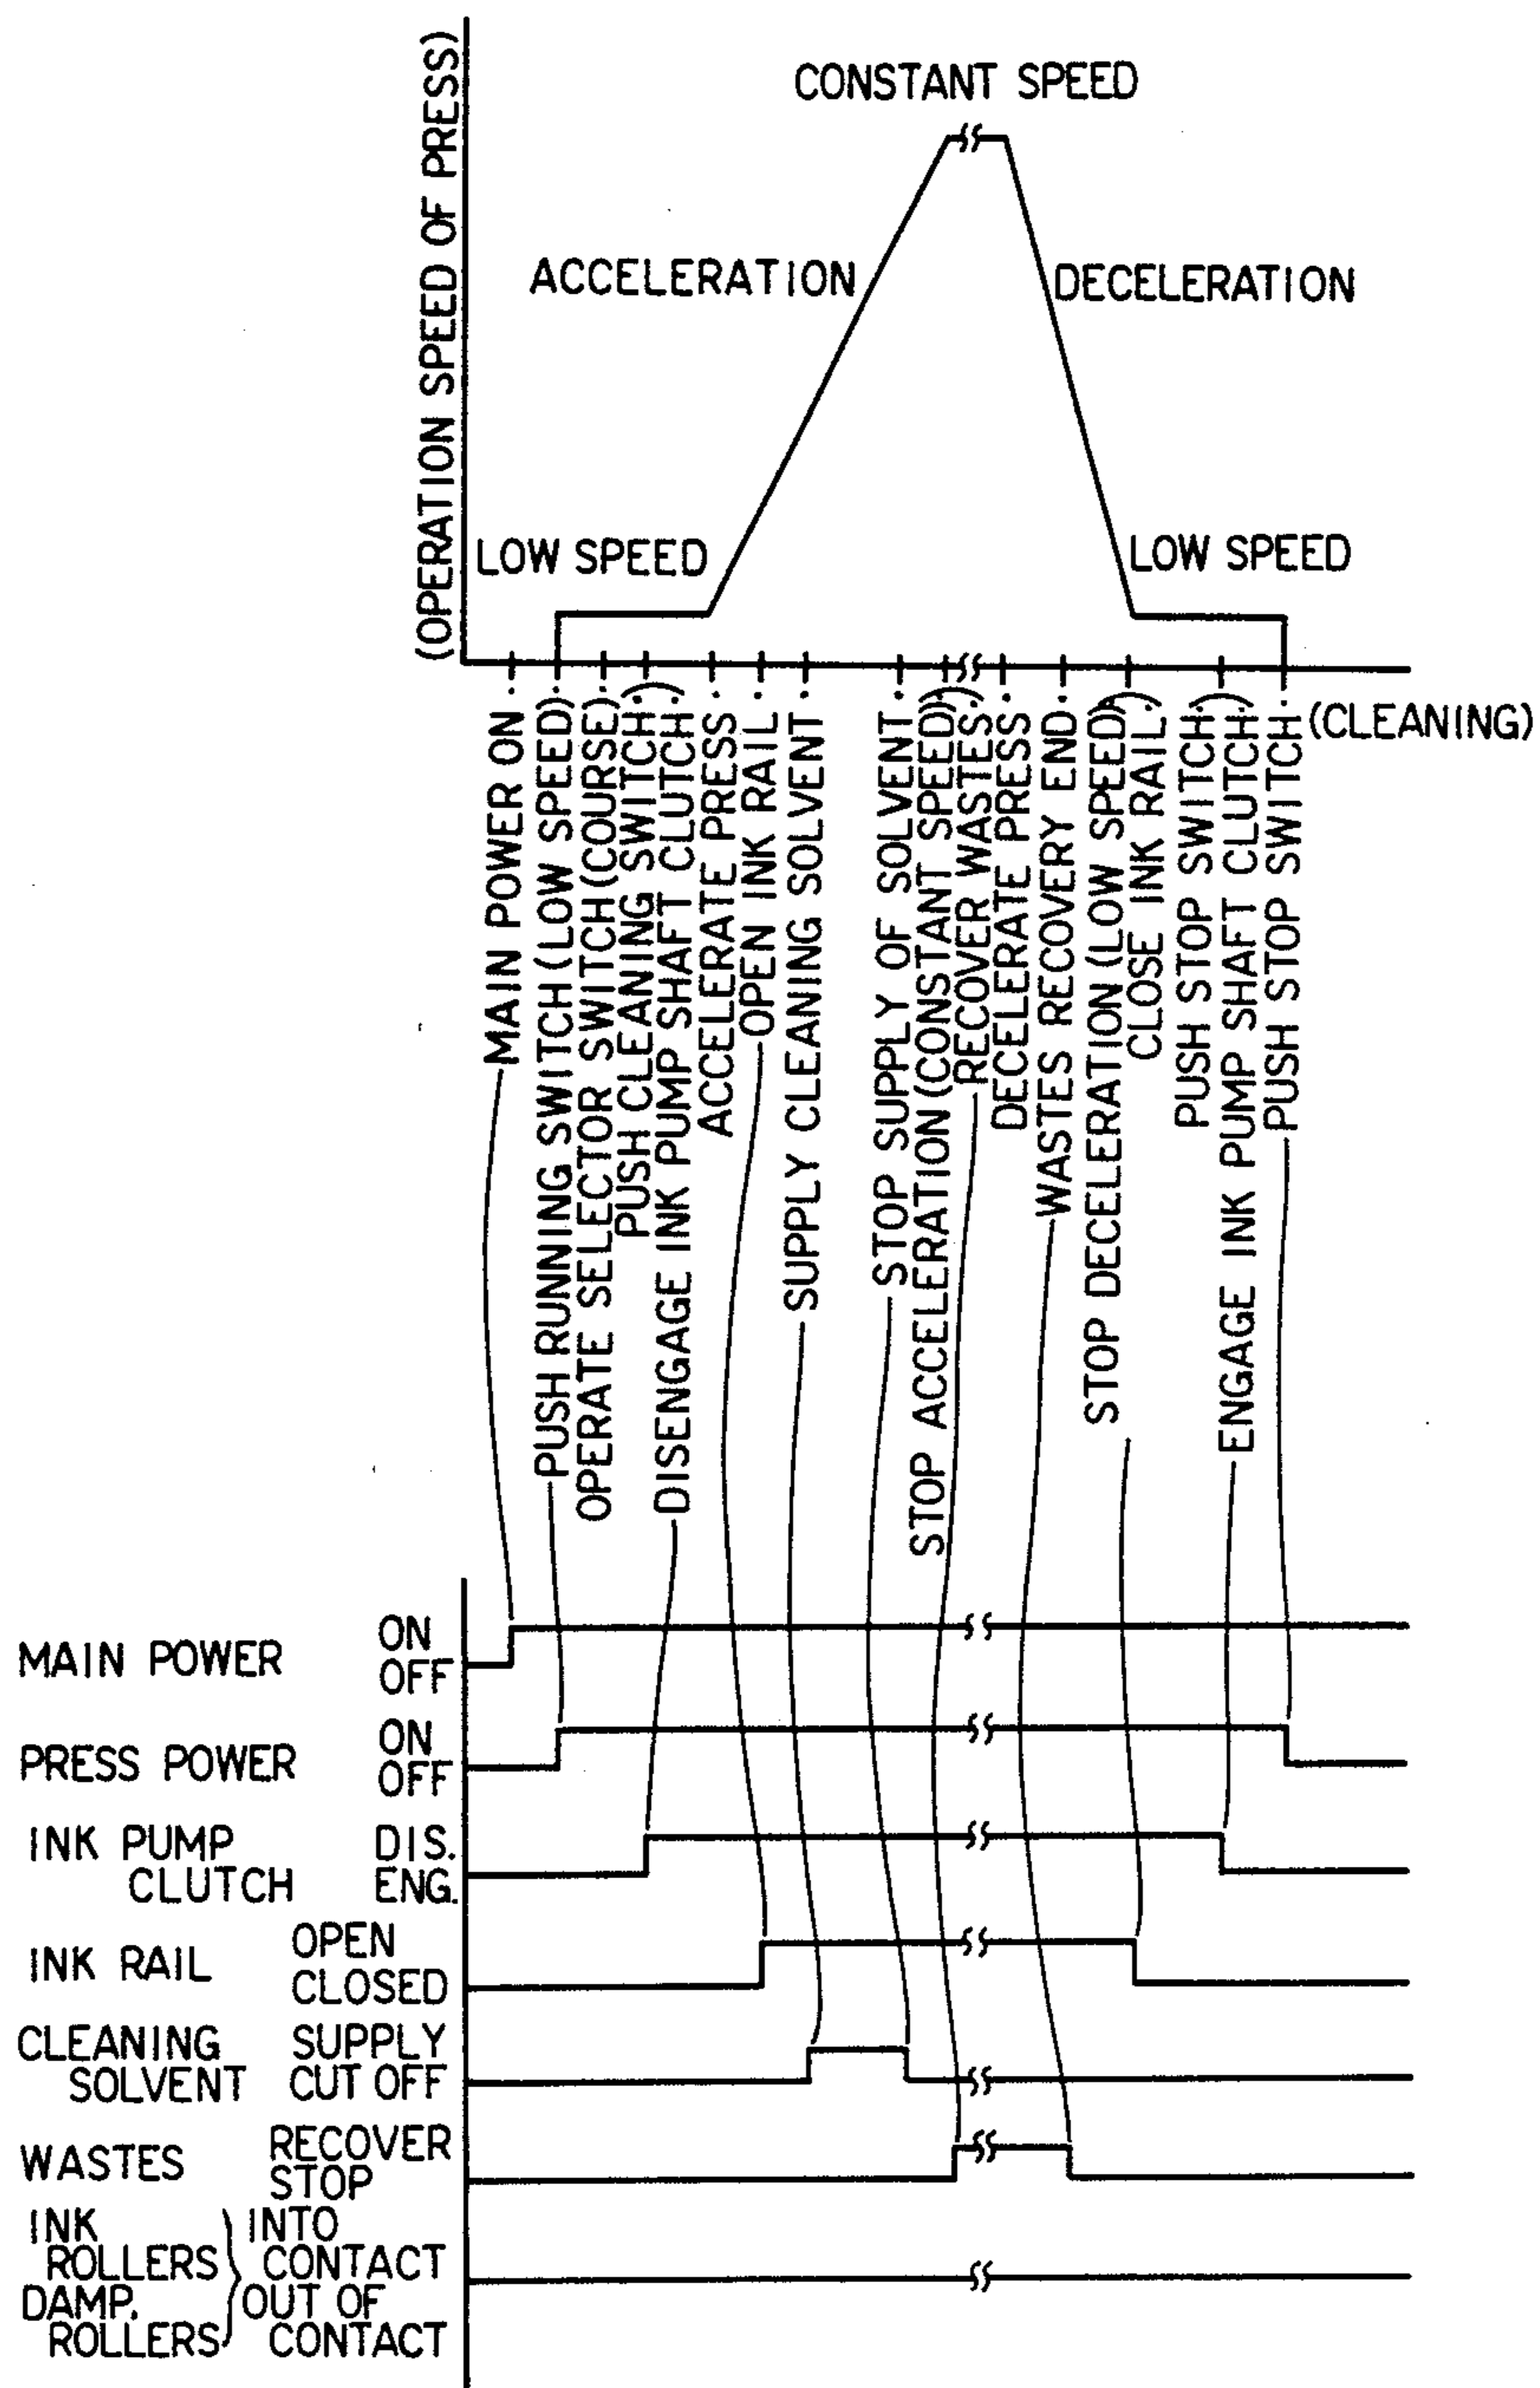 (OPERATION SPEED OF PRESS)
CONSTANT SPEED
ACCELERATION
DECELERATION
LOW SPEED
LOW SPEED
(CLEANING)
MAIN POWER ON
PUSH RUNNING SWITCH (LOW SPEED)
OPERATE SELECTOR SWITCH (COURSE)
PUSH CLEANING SWITCH
DISENGAGE INK PUMP SHAFT CLUTCH
ACCELERATE PRESS
OPEN INK RAIL
SUPPLY CLEANING SOLVENT
STOP SUPPLY OF SOLVENT
STOP ACCELERATION (CONSTANT SPEED)
RECOVER WASTES
DECELERATE PRESS
WASTES RECOVERY END
STOP DECELERATION (LOW SPEED)
CLOSE INK RAIL
PUSH STOP SWITCH
ENGAGE INK PUMP SHAFT CLUTCH
PUSH STOP SWITCH
MAIN POWER ON
OFF
PRESS POWER ON
OFF
INK PUMP DIS.
CLUTCH ENG.
INK RAIL OPEN
CLOSED
CLEANING SUPPLY
SOLVENT CUT OFF
WASTES RECOVER
STOP
INK INTO
ROLLERS CONTACT
DAMP. OUT OF
ROLLERS CONTACT